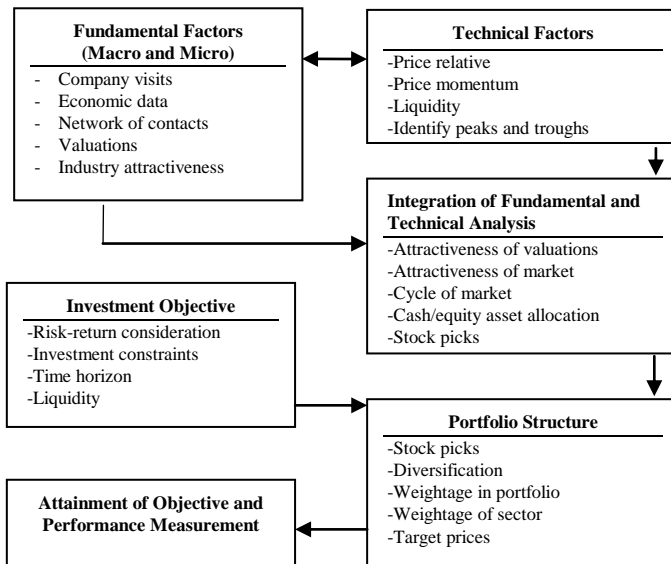 Fundamental Factors
(Macro and Micro)
- Company visits
- Economic data
- Network of contacts
- Valuations
- Industry attractiveness
Technical Factors
-Price relative
-Price momentum
-Liquidity
-Identify peaks and troughs
Integration of Fundamental and
Technical Analysis
-Attractiveness of valuations
-Attractiveness of market
-Cycle of market
-Cash/equity asset allocation
-Stock picks
Investment Objective
-Risk-return consideration
-Investment constraints
-Time horizon
-Liquidity
Portfolio Structure
-Stock picks
-Diversification
-Weightage in portfolio
-Weightage of sector
-Target prices
Attainment of Objective and
Performance Measurement